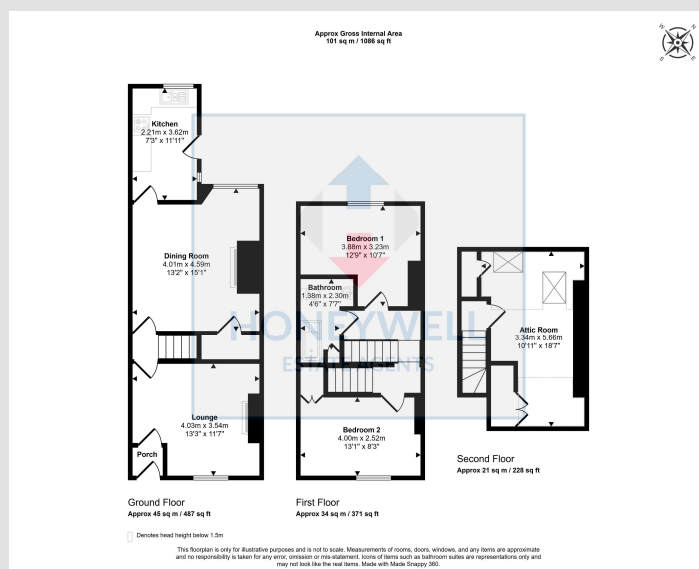 Approx Gross Internal Area
101 sq m / 1086 sq ft
N
W
S
E
Kitchen
2.21m x 3.62m
7'3" x 11'11"
Dining Room
4.01m x 4.59m
13'2" x 15'1"
Lounge
4.03m x 3.54m
13'3" x 11'7"
Porch
Ground Floor
Approx 45 sq m / 487 sq ft
Bedroom 1
3.88m x 3.23m
12'9" x 10'7"
Bathroom
1.38m x 2.30m
4'6" x 7'7"
HONEYWELL
ESTATE AGENTS
Bedroom 2
4.00m x 2.52m
13'1" x 8'3"
First Floor
Approx 34 sq m / 371 sq ft
Attic Room
3.34m x 5.66m
10'11" x 18'7"
Second Floor
Approx 21 sq m / 228 sq ft
Denotes head height below 1.5m
This floorplan is only for illustrative purposes and is not to scale. Measurements of rooms, doors, windows, and any items are approximate
and no responsibility is taken for any error, omission or mis-statement. Icons of items such as bathroom suites are representations only and
may not look like the real items. Made with Made Snappy 360.